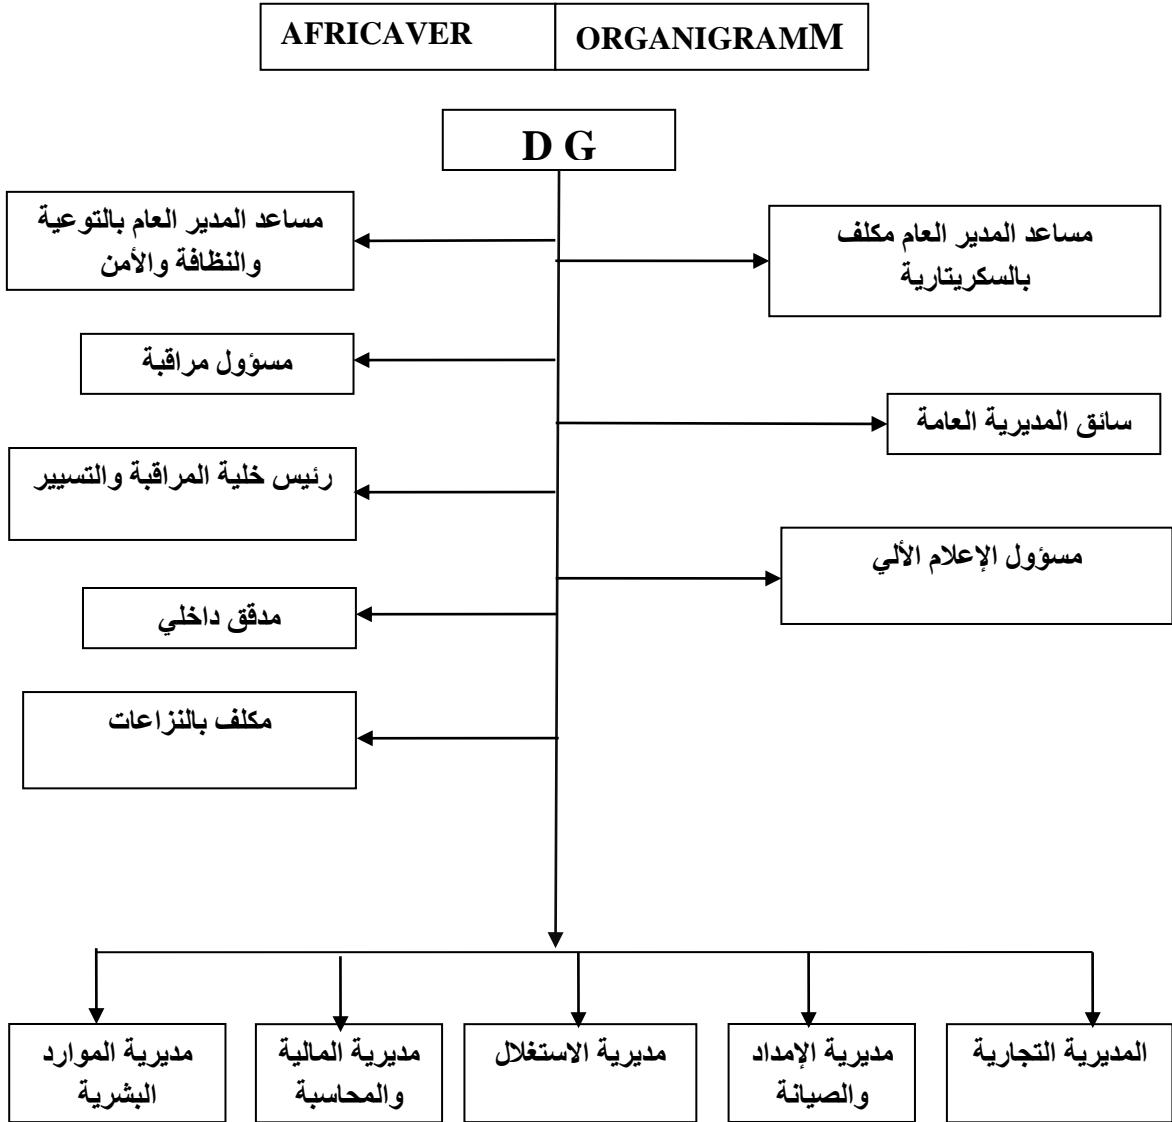 AFRICAVER
ORGANIGRAMM
D G
مساعد المدير العام بالتوعية
والنظافة والأمن
مساعد المدير العام مكلف
بالسكريتارية
مسؤول مراقبة
سائق المديرية العامة
رئيس خلية المراقبة والتسيير
مسؤول الإعلام الألي
مدقق داخلي
مكلف بالنزاعات
المديرية التجارية
مديرية الإمداد
والصيانة
مديرية الاستغلال
مديرية المالية
والمحاسبة
مديرية الموارد
البشرية